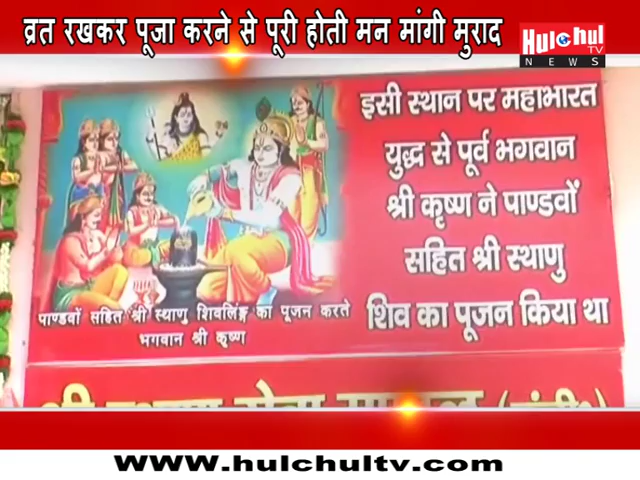 व्रत रखकर पूजा करने से पूरी होती मन मांगी मुराद
Hulchul
TV
NEWS
इसी स्थान पर महाभारत
युद्ध से पूर्व भगवान
श्री कृष्ण ने पाण्डवों
सहित श्री स्थाणु
शिव का पूजन किया था
पाण्डवों सहित श्री स्थाणु शिवलिङ्ग का पूजन करते
भगवान श्री कृष्ण
www.hulchultv.com